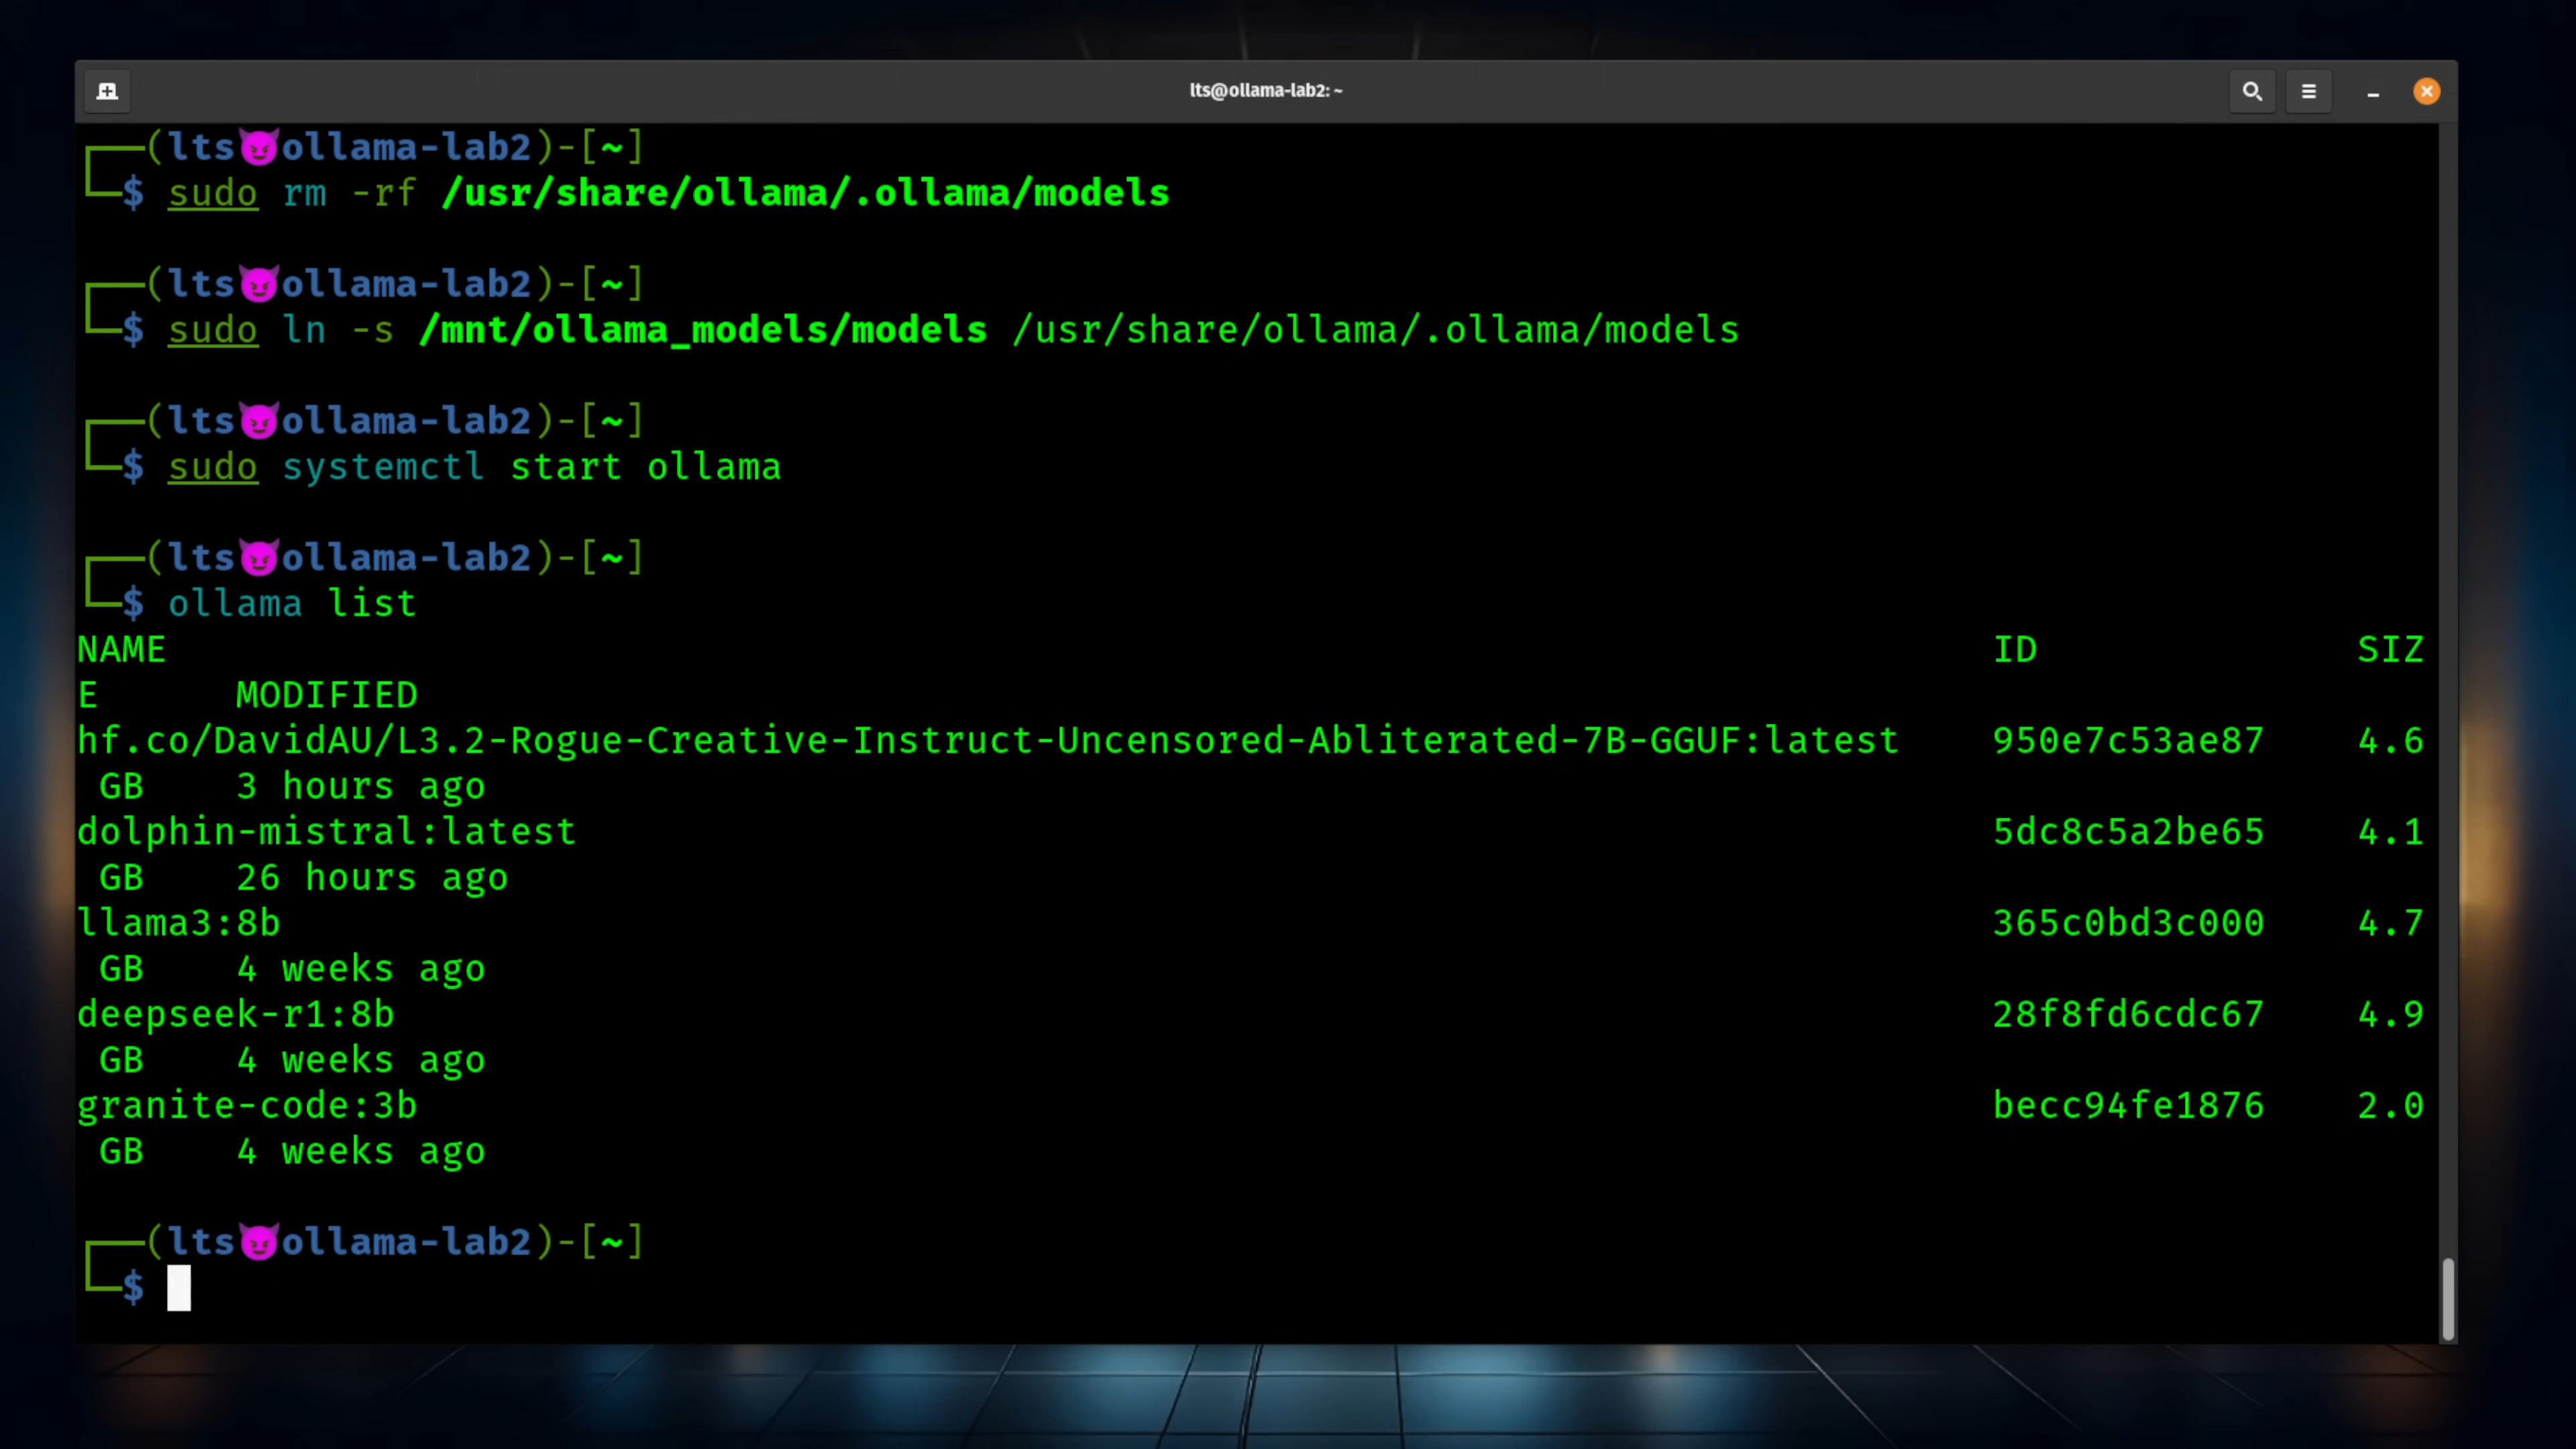 lts@ollama-lab2: ~
┌──(lts😈ollama-lab2)-[~]
└─$ sudo rm -rf /usr/share/ollama/.ollama/models
┌──(lts😈ollama-lab2)-[~]
└─$ sudo ln -s /mnt/ollama_models/models /usr/share/ollama/.ollama/models
┌──(lts😈ollama-lab2)-[~]
└─$ sudo systemctl start ollama
┌──(lts😈ollama-lab2)-[~]
└─$ ollama list
NAME ID SIZ
E MODIFIED
hf.co/DavidAU/L3.2-Rogue-Creative-Instruct-Uncensored-Abliterated-7B-GGUF:latest 950e7c53ae87 4.6
GB 3 hours ago
dolphin-mistral:latest 5dc8c5a2be65 4.1
GB 26 hours ago
llama3:8b 365c0bd3c000 4.7
GB 4 weeks ago
deepseek-r1:8b 28f8fd6cdc67 4.9
GB 4 weeks ago
granite-code:3b becc94fe1876 2.0
GB 4 weeks ago
┌──(lts😈ollama-lab2)-[~]
└─$